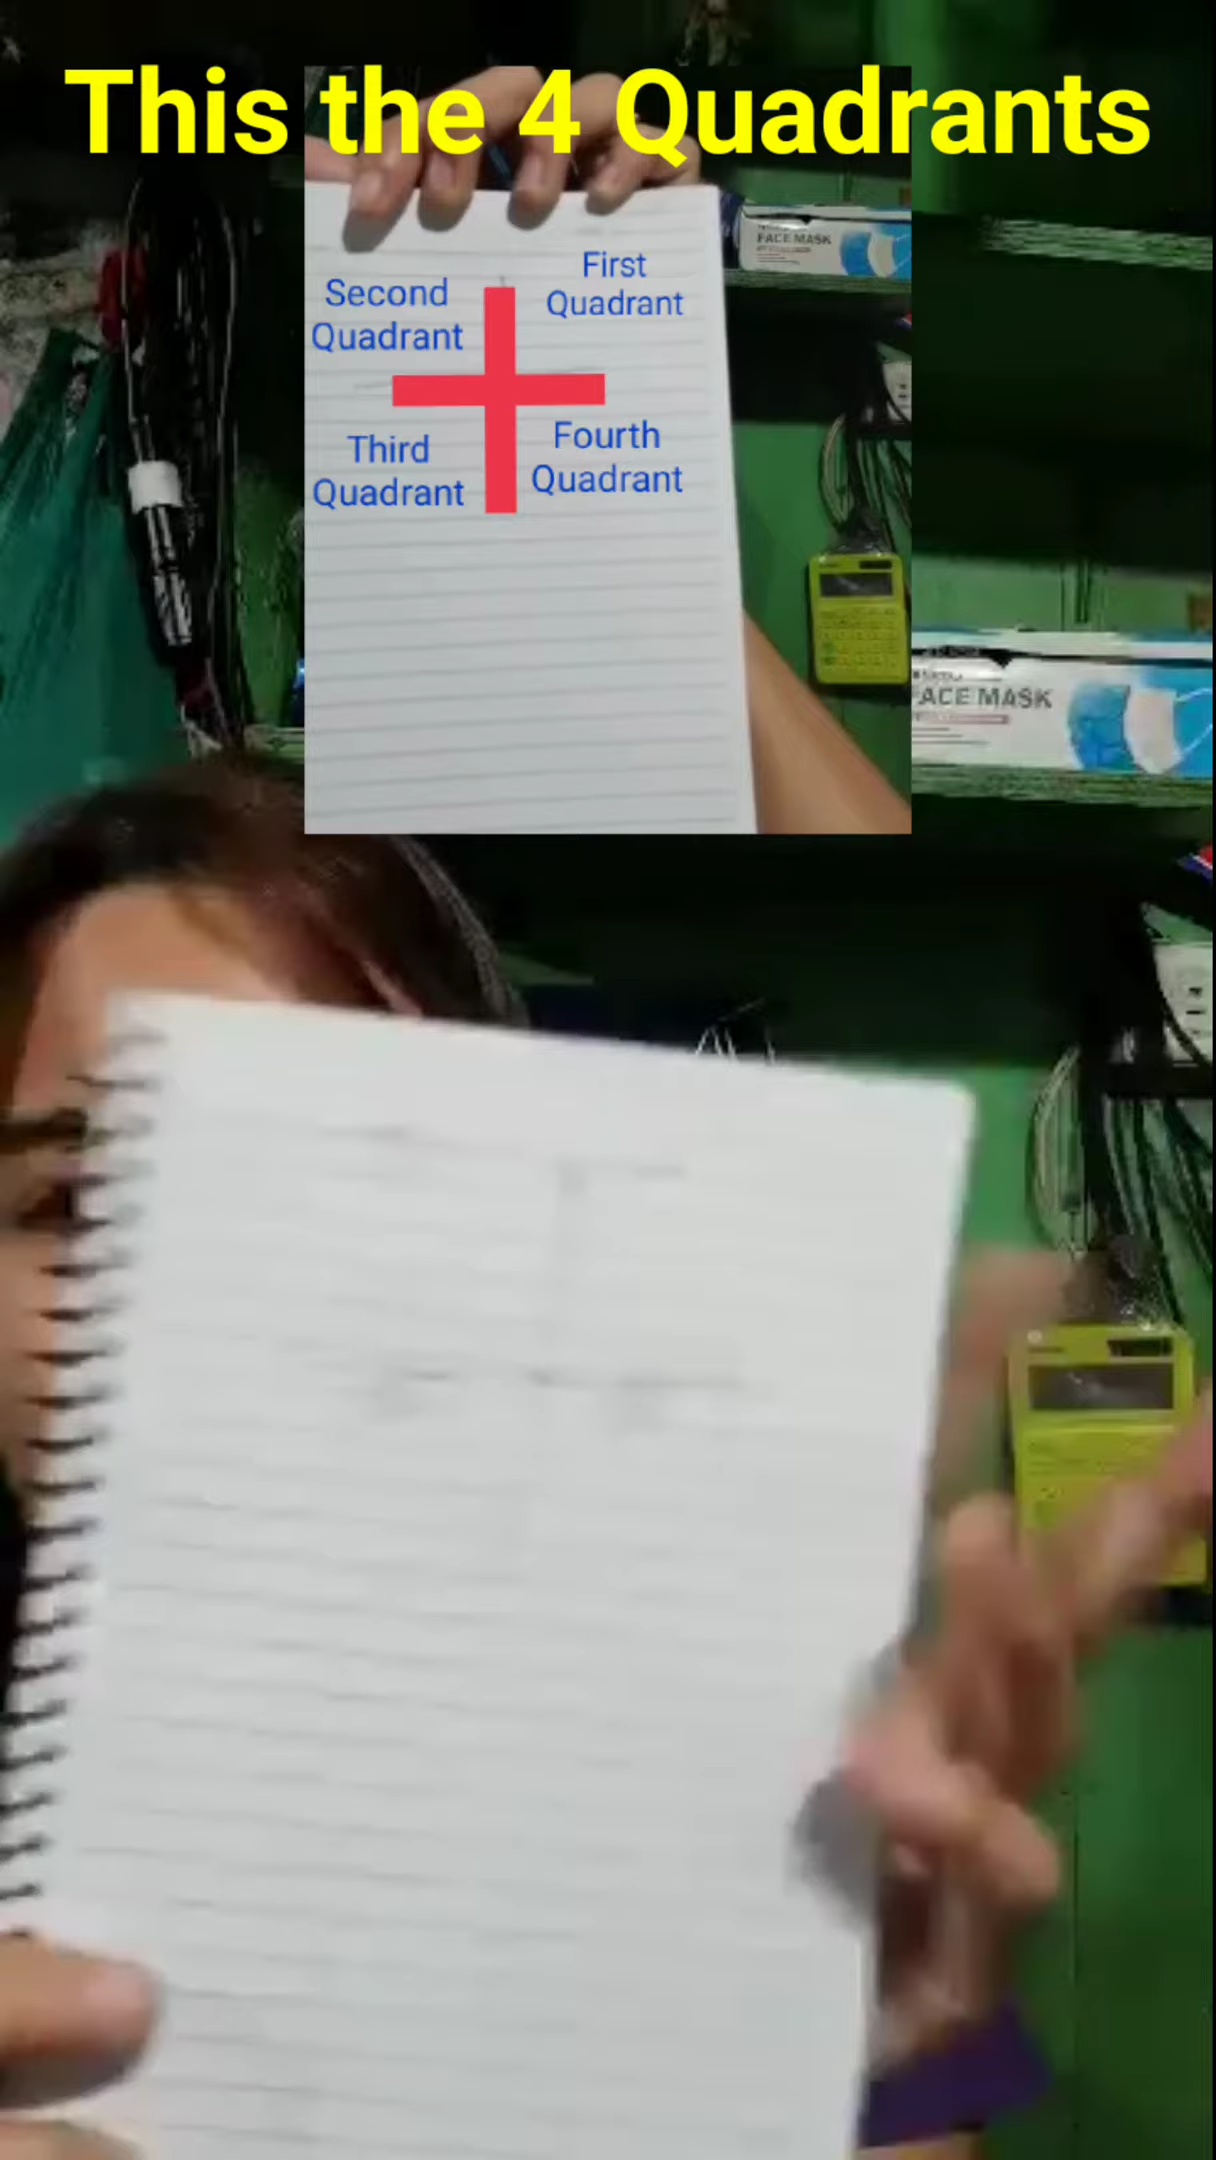 This the 4 Quadrants
FACE MASK
First
Quadrant
Second
Quadrant
Fourth
Quadrant
Third
Quadrant
FACE MASK